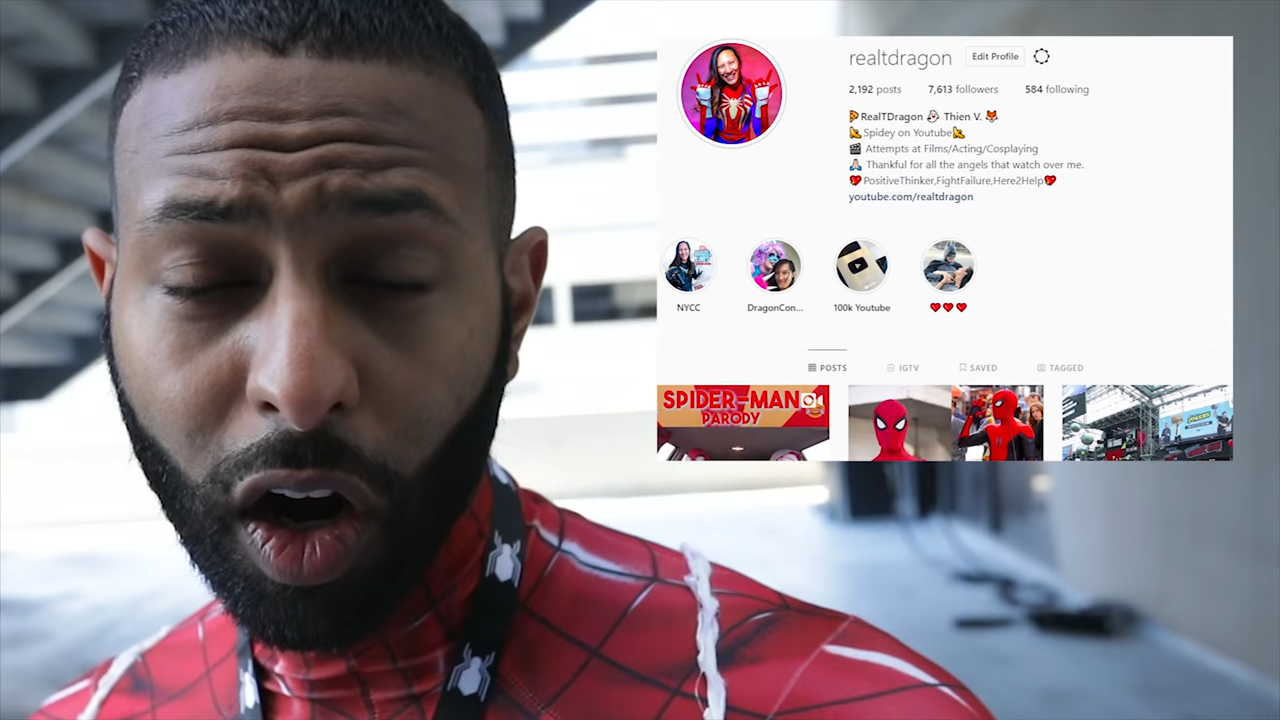 realtdragon Edit Profile
2,192 posts 7,613 followers 584 following
RealTDragon 👻 Thien V. 🦊
Spidey on Youtube
🎬 Attempts at Films/Acting/Cosplaying
🙏🏻 Thankful for all the angels that watch over me.
PositiveThinker,FightFailure,Here2Help
youtube.com/realtdragon
NYCC DragonCon... 100k Youtube ❤️❤️❤️
POSTS IGTV SAVED TAGGED
SPIDER-MAN
PARODY